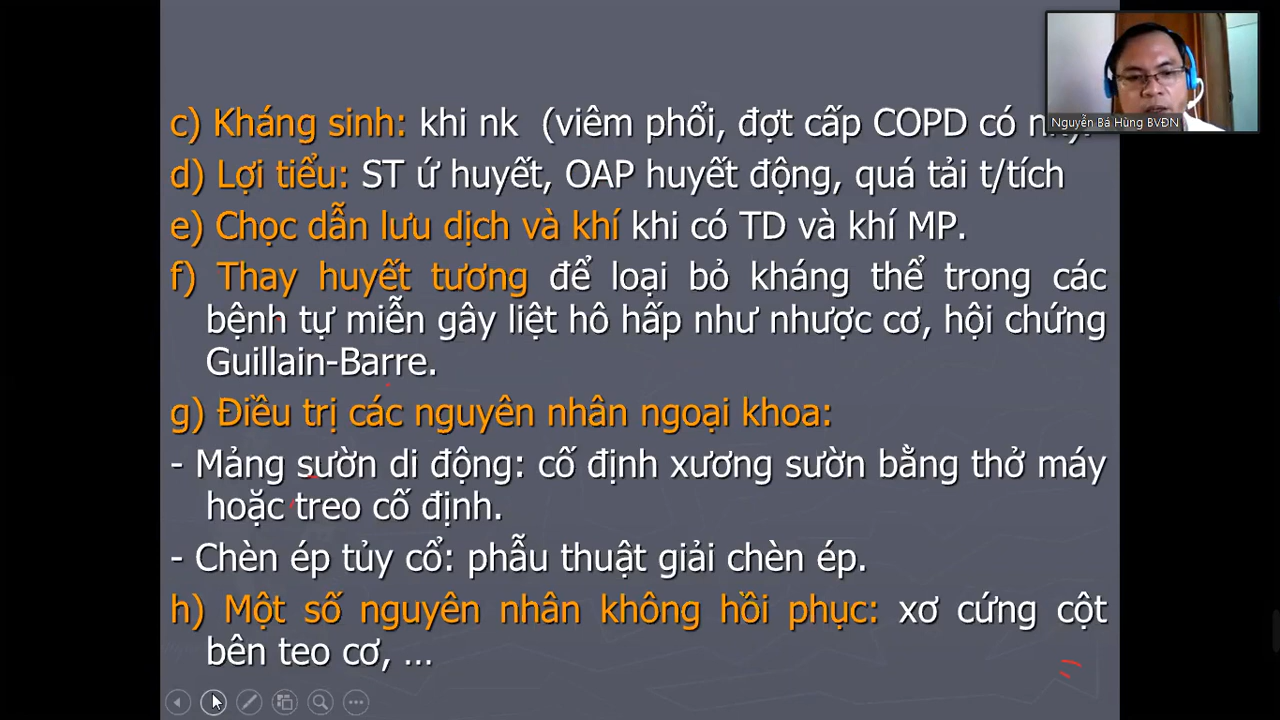 c) Kháng sinh: khi nk (viêm phổi, đợt cấp COPD có
Nguyễn Bá Hùng BVĐN
d) Lợi tiểu: ST ứ huyết, OAP huyết động, quá tải t/tích
e) Chọc dẫn lưu dịch và khí khi có TD và khí MP.
f) Thay huyết tương để loại bỏ kháng thể trong các
bệnh tự miễn gây liệt hô hấp như nhược cơ, hội chứng
Guillain-Barre.
g) Điều trị các nguyên nhân ngoại khoa:
- Mảng sườn di động: cố định xương sườn bằng thở máy
hoặc treo cố định.
- Chèn ép tủy cổ: phẫu thuật giải chèn ép.
h) Một số nguyên nhân không hồi phục: xơ cứng cột
bên teo cơ, ...